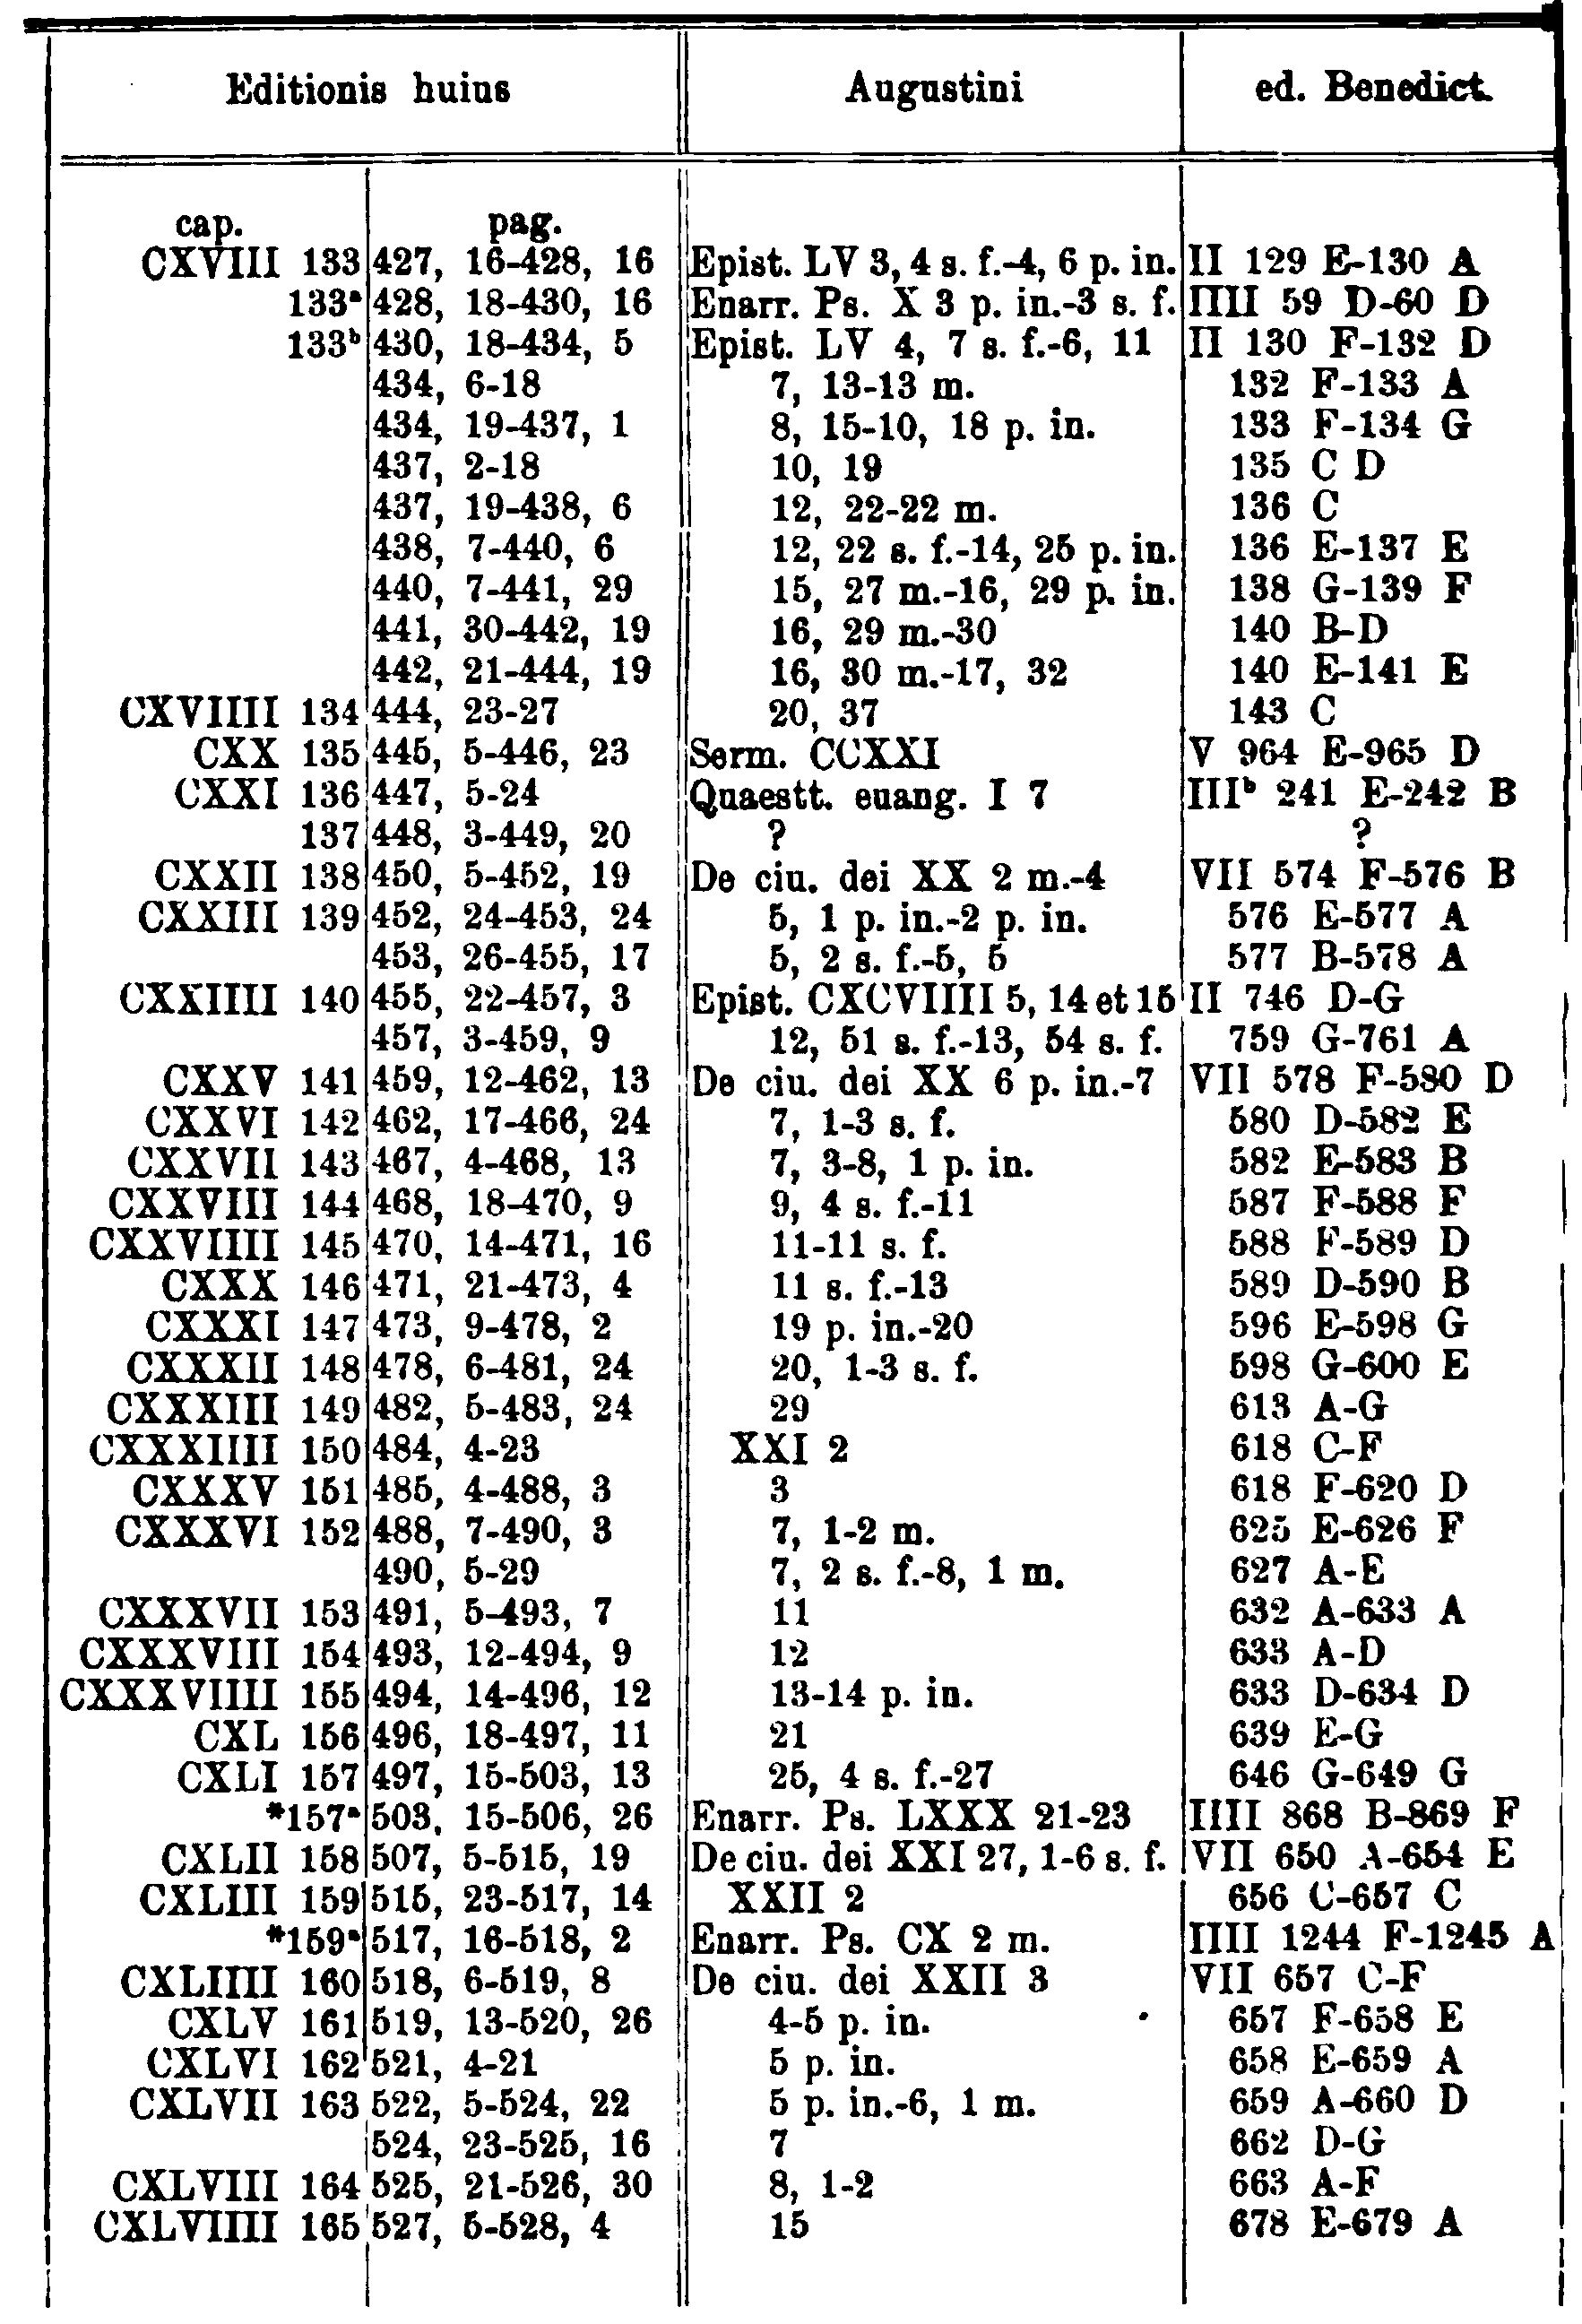 Editionis huius Augustini ed. Benedict.
cap. pag.
CXVIII 133 427, 16-428, 16 Epist. LV 3, 4 s. f.-4, 6 p. in. II 129 E-130 A
133ᵃ 428, 18-430, 16 Enarr. Ps. X 3 p. in.-3 s. f. IIII 59 D-60 D
133ᵇ 430, 18-434, 5 Epist. LV 4, 7 s. f.-6, 11 II 130 F-132 D
434, 6-18 7, 13-13 m. 132 F-133 A
434, 19-437, 1 8, 15-10, 18 p. in. 133 F-134 G
437, 2-18 10, 19 135 C D
437, 19-438, 6 12, 22-22 m. 136 C
438, 7-440, 6 12, 22 s. f.-14, 25 p. in. 136 E-137 E
440, 7-441, 29 15, 27 m.-16, 29 p. in. 138 G-139 F
441, 30-442, 19 16, 29 m.-30 140 B-D
442, 21-444, 19 16, 30 m.-17, 32 140 E-141 E
CXVIIII 134 444, 23-27 20, 37 143 C
CXX 135 445, 5-446, 23 Serm. CCXXI V 964 E-965 D
CXXI 136 447, 5-24 Quaestt. euang. I 7 IIIᵇ 241 E-242 B
137 448, 3-449, 20 ? ?
CXXII 138 450, 5-452, 19 De ciu. dei XX 2 m.-4 VII 574 F-576 B
CXXIII 139 452, 24-453, 24 5, 1 p. in.-2 p. in. 576 E-577 A
453, 26-455, 17 5, 2 s. f.-5, 5 577 B-578 A
CXXIIII 140 455, 22-457, 3 Epist. CXCVIIII 5, 14 et 15 II 746 D-G
457, 3-459, 9 12, 51 s. f.-13, 54 s. f. 759 G-761 A
CXXV 141 459, 12-462, 13 De ciu. dei XX 6 p. in.-7 VII 578 F-580 D
CXXVI 142 462, 17-466, 24 7, 1-3 s. f. 580 D-582 E
CXXVII 143 467, 4-468, 13 7, 3-8, 1 p. in. 582 E-583 B
CXXVIII 144 468, 18-470, 9 9, 4 s. f.-11 587 F-588 F
CXXVIIII 145 470, 14-471, 16 11-11 s. f. 588 F-589 D
CXXX 146 471, 21-473, 4 11 s. f.-13 589 D-590 B
CXXXI 147 473, 9-478, 2 19 p. in.-20 596 E-598 G
CXXXII 148 478, 6-481, 24 20, 1-3 s. f. 598 G-600 E
CXXXIII 149 482, 5-483, 24 29 613 A-G
CXXXIIII 150 484, 4-23 XXI 2 618 C-F
CXXXV 151 485, 4-488, 3 3 618 F-620 D
CXXXVI 152 488, 7-490, 3 7, 1-2 m. 625 E-626 F
490, 5-29 7, 2 s. f.-8, 1 m. 627 A-E
CXXXVII 153 491, 5-493, 7 11 632 A-633 A
CXXXVIII 154 493, 12-494, 9 12 633 A-D
CXXXVIIII 155 494, 14-496, 12 13-14 p. in. 633 D-634 D
CXL 156 496, 18-497, 11 21 639 E-G
CXLI 157 497, 15-503, 13 25, 4 s. f.-27 646 G-649 G
*157ᵃ 503, 15-506, 26 Enarr. Ps. LXXX 21-23 IIII 868 B-869 F
CXLII 158 507, 5-515, 19 De ciu. dei XXI 27, 1-6 s. f. VII 650 A-654 E
CXLIII 159 515, 23-517, 14 XXII 2 656 C-657 C
*159ᵃ 517, 16-518, 2 Enarr. Ps. CX 2 m. IIII 1244 F-1245 A
CXLIIII 160 518, 6-519, 8 De ciu. dei XXII 3 VII 657 C-F
CXLV 161 519, 13-520, 26 4-5 p. in. 657 F-658 E
CXLVI 162 521, 4-21 5 p. in. 658 E-659 A
CXLVII 163 522, 5-524, 22 5 p. in.-6, 1 m. 659 A-660 D
524, 23-525, 16 7 662 D-G
CXLVIII 164 525, 21-526, 30 8, 1-2 663 A-F
CXLVIIII 165 527, 5-528, 4 15 678 E-679 A